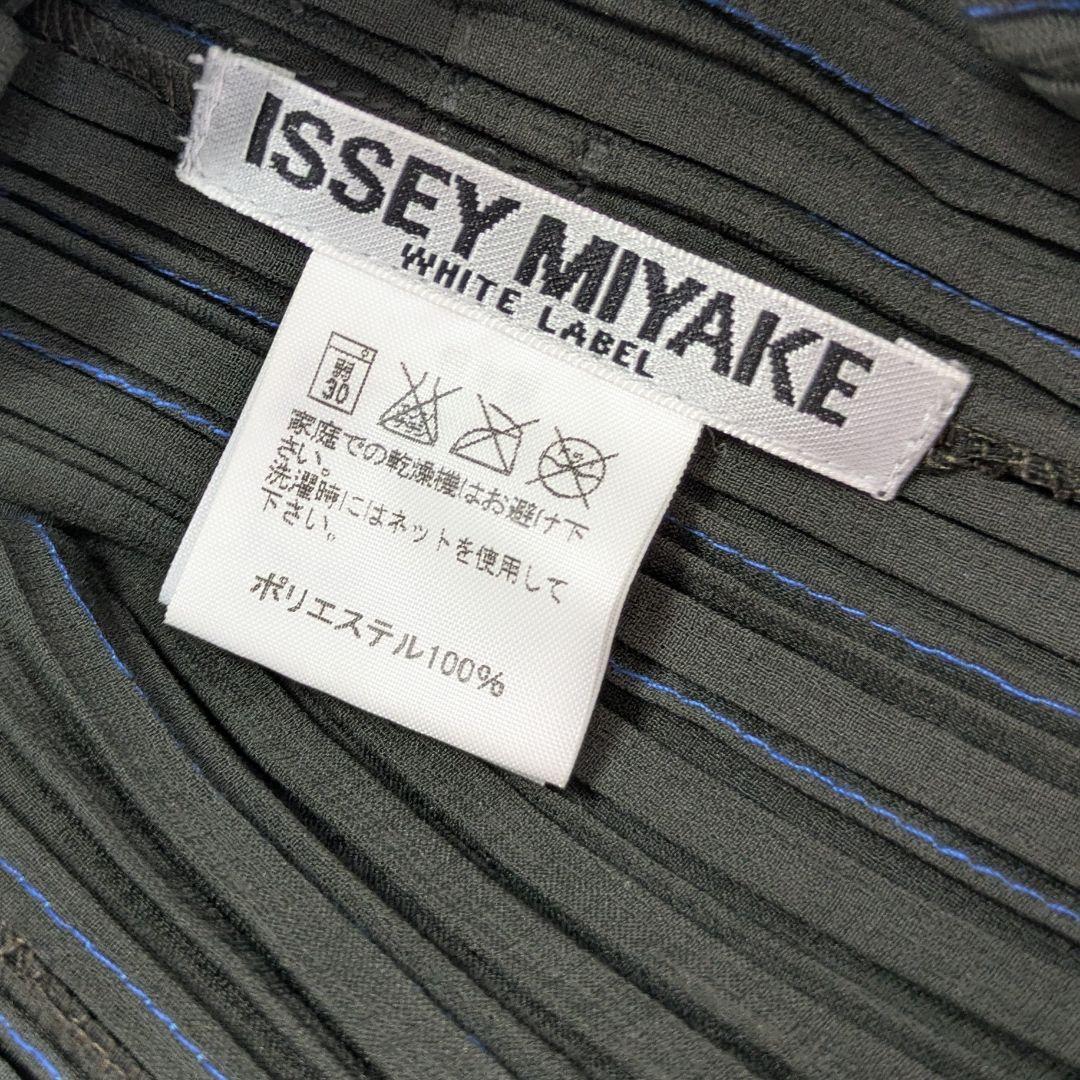 ISSEY MIYAKE
WHITE LABEL
弱
30
家庭での乾燥機はお避け下
さい。
洗濯時にはネットを使用して
下さい。
ポリエステル100%